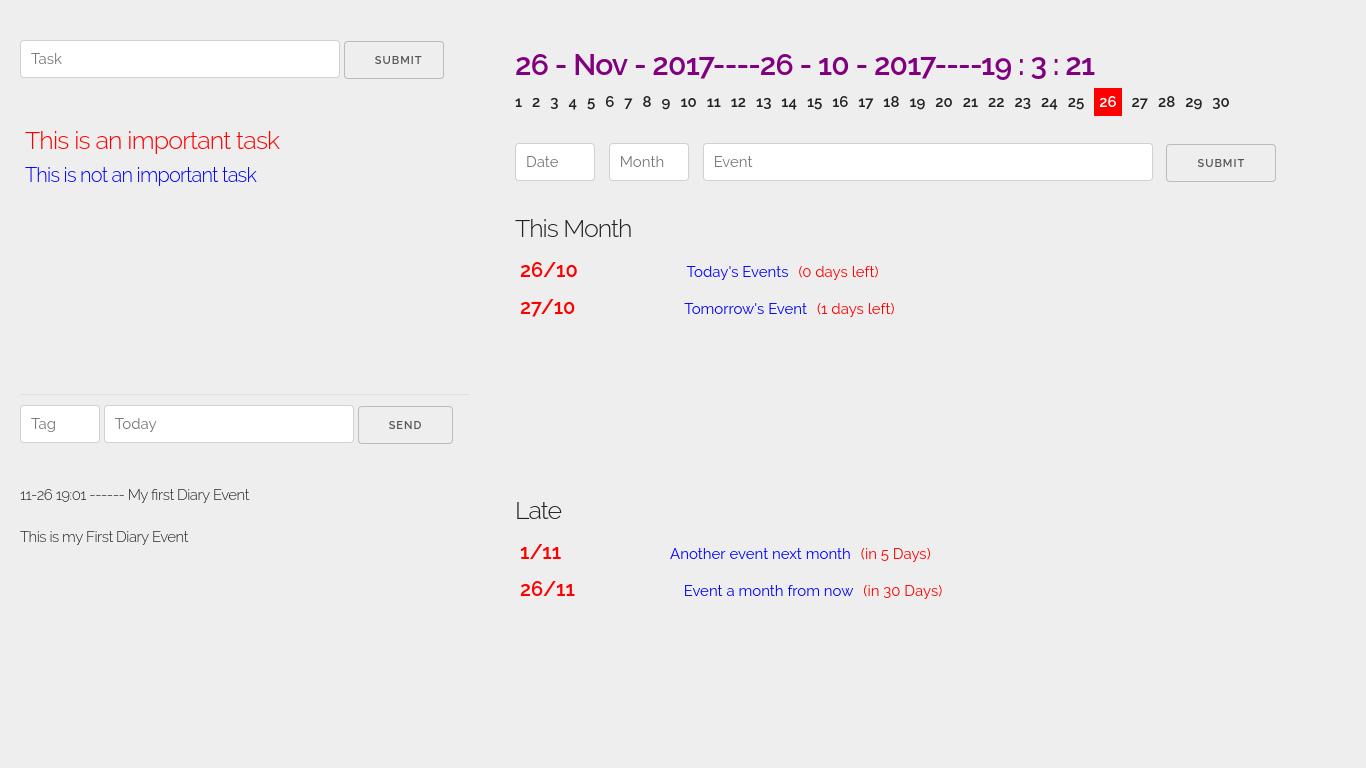 Task
SUBMIT
This is an important task
This is not an important task
Tag
Today
SEND
11-26 19:01 ------ My first Diary Event
This is my First Diary Event
26 - Nov - 2017----26 - 10 - 2017----19 : 3 : 21
1 2 3 4 5 6 7 8 9 10 11 12 13 14 15 16 17 18 19 20 21 22 23 24 25 26 27 28 29 30
Date
Month
Event
SUBMIT
This Month
26/10 Today's Events (0 days left)
27/10 Tomorrow's Event (1 days left)
Late
1/11 Another event next month (in 5 Days)
26/11 Event a month from now (in 30 Days)